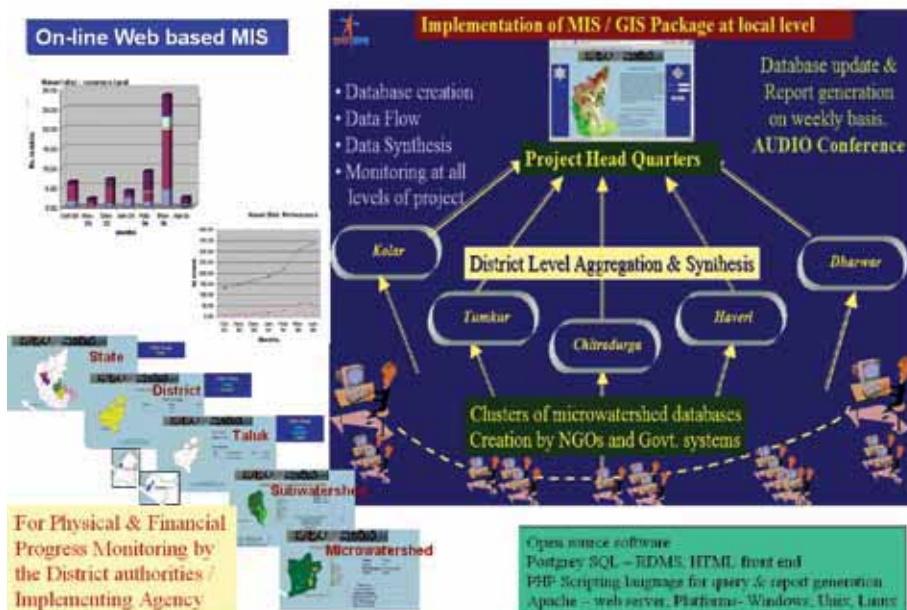 On-line Web based MIS
Implementation of MIS / GIS Package at local level
• Database creation
• Data Flow
• Data Synthesis
• Monitoring at all
levels of project
Database update &
Report generation
on weekly basis.
AUDIO Conference
Project Head Quarters
District Level Aggregation & Synthesis
Kolar
Tumkur
Chitradurga
Haveri
Dharwar
Clusters of microwatershed databases
Creation by NGOs and Govt. systems
months
Months
State
District
Taluk
Subwatershed
Microwatershed
For Physical & Financial
Progress Monitoring by
the District authorities /
Implementing Agency
Open source software
Postgrey SQL – RDMS, HTML front end
PHP Scripting language for query & report generation
Apache – web server, Platforms- Windows, Unix, Linux